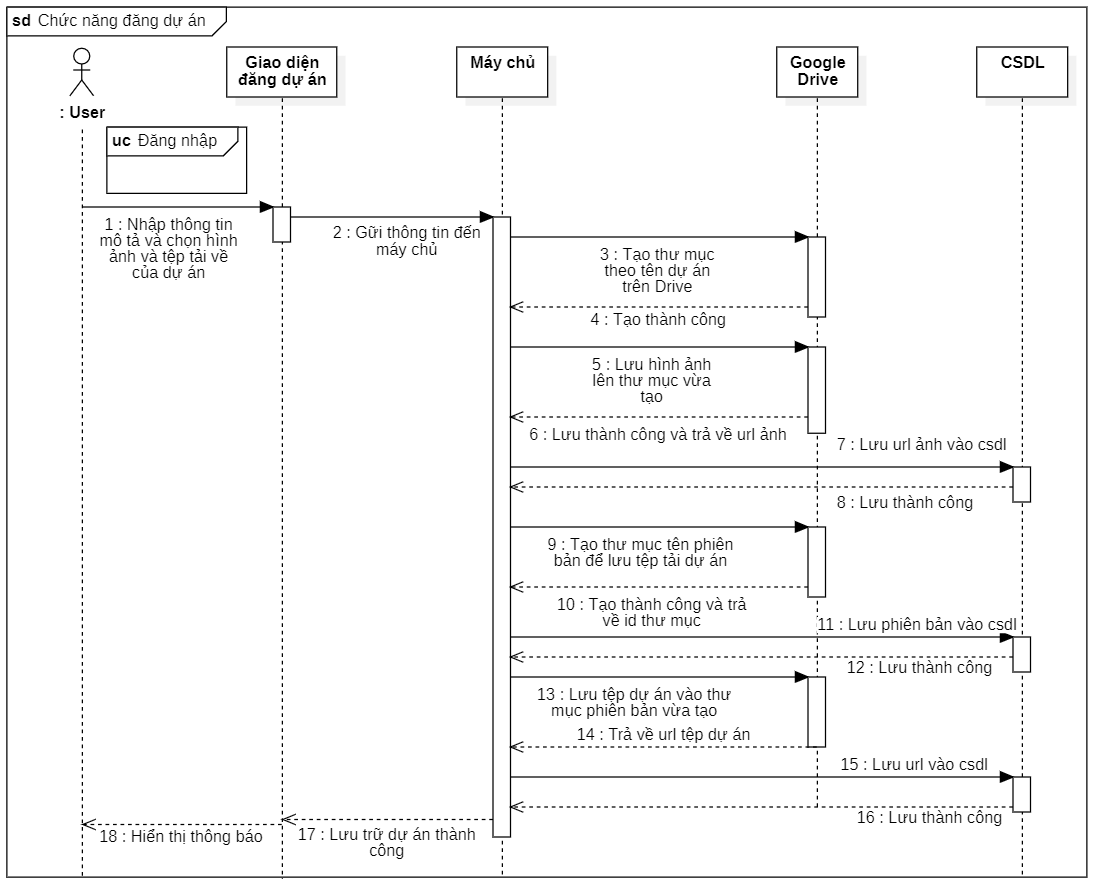 sd Chức năng đăng dự án
Giao diện
đăng dự án
Máy chủ
Google
Drive
CSDL
: User
uc Đăng nhập
1 : Nhập thông tin
mô tả và chọn hình
ảnh và tệp tải về
của dự án
2 : Gửi thông tin đến
máy chủ
3 : Tạo thư mục
theo tên dự án
trên Drive
4 : Tạo thành công
5 : Lưu hình ảnh
lên thư mục vừa
tạo
6 : Lưu thành công và trả về url ảnh
7 : Lưu url ảnh vào csdl
8 : Lưu thành công
9 : Tạo thư mục tên phiên
bản để lưu tệp tải dự án
10 : Tạo thành công và trả
về id thư mục
11 : Lưu phiên bản vào csdl
12 : Lưu thành công
13 : Lưu tệp dự án vào thư
mục phiên bản vừa tạo
14 : Trả về url tệp dự án
15 : Lưu url vào csdl
16 : Lưu thành công
17 : Lưu trữ dự án thành
công
18 : Hiển thị thông báo